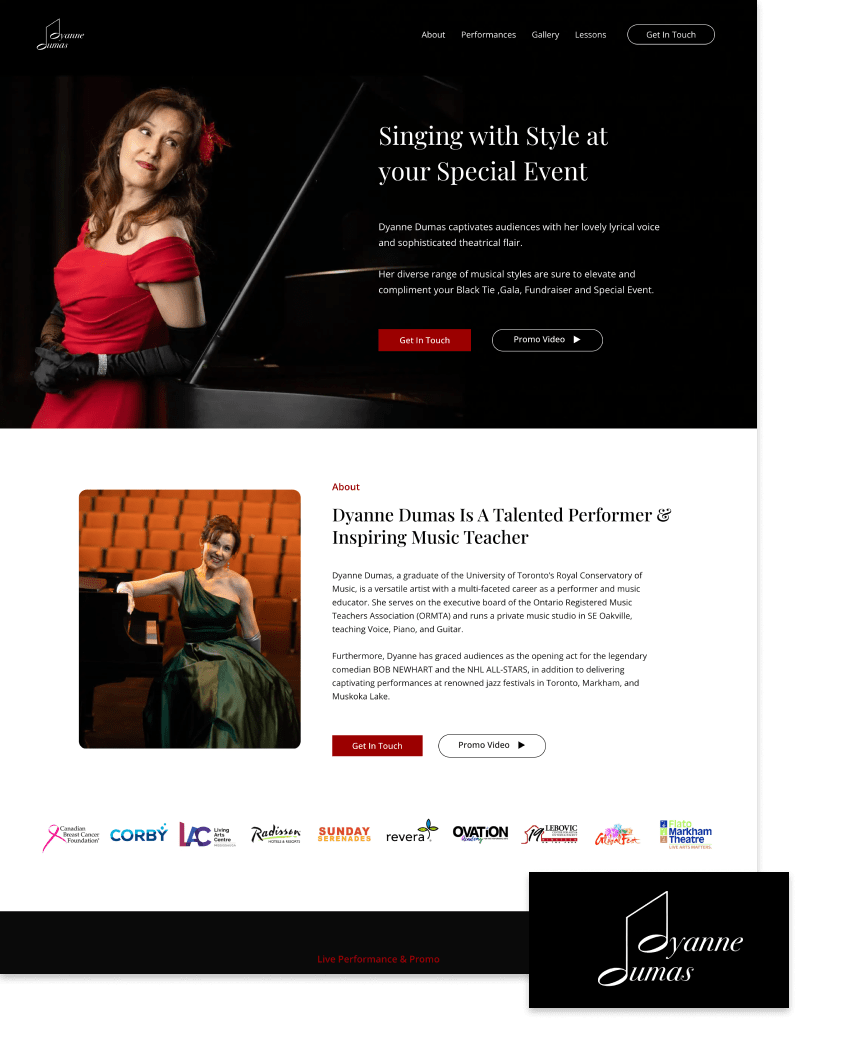 Dyanne
Dumas
About Performances Gallery Lessons Get In Touch
Singing with Style at
your Special Event
Dyanne Dumas captivates audiences with her lovely lyrical voice
and sophisticated theatrical flair.
Her diverse range of musical styles are sure to elevate and
compliment your Black Tie ,Gala, Fundraiser and Special Event.
Get In Touch Promo Video
About
Dyanne Dumas Is A Talented Performer &
Inspiring Music Teacher
Dyanne Dumas, a graduate of the University of Toronto's Royal Conservatory of
Music, is a versatile artist with a multi-faceted career as a performer and music
educator. She serves on the executive board of the Ontario Registered Music
Teachers Association (ORMTA) and runs a private music studio in SE Oakville,
teaching Voice, Piano, and Guitar.
Furthermore, Dyanne has graced audiences as the opening act for the legendary
comedian BOB NEWHART and the NHL ALL-STARS, in addition to delivering
captivating performances at renowned jazz festivals in Toronto, Markham, and
Muskoka Lake.
Get In Touch Promo Video
Canadian
Breast Cancer
Foundation
CORBY
LAC
Living
Arts
Centre
Radisson
HOTELS & RESORTS
SUNDAY
SERENADES
revera
OVATiON
Academy
19 LEBOVIC
Flato
Markham
Theatre
LIVE ARTS MATTERS.
Live Performance & Promo
Dyanne
Dumas